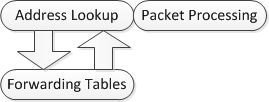 Address Lookup
Packet Processing
Forwarding Tables